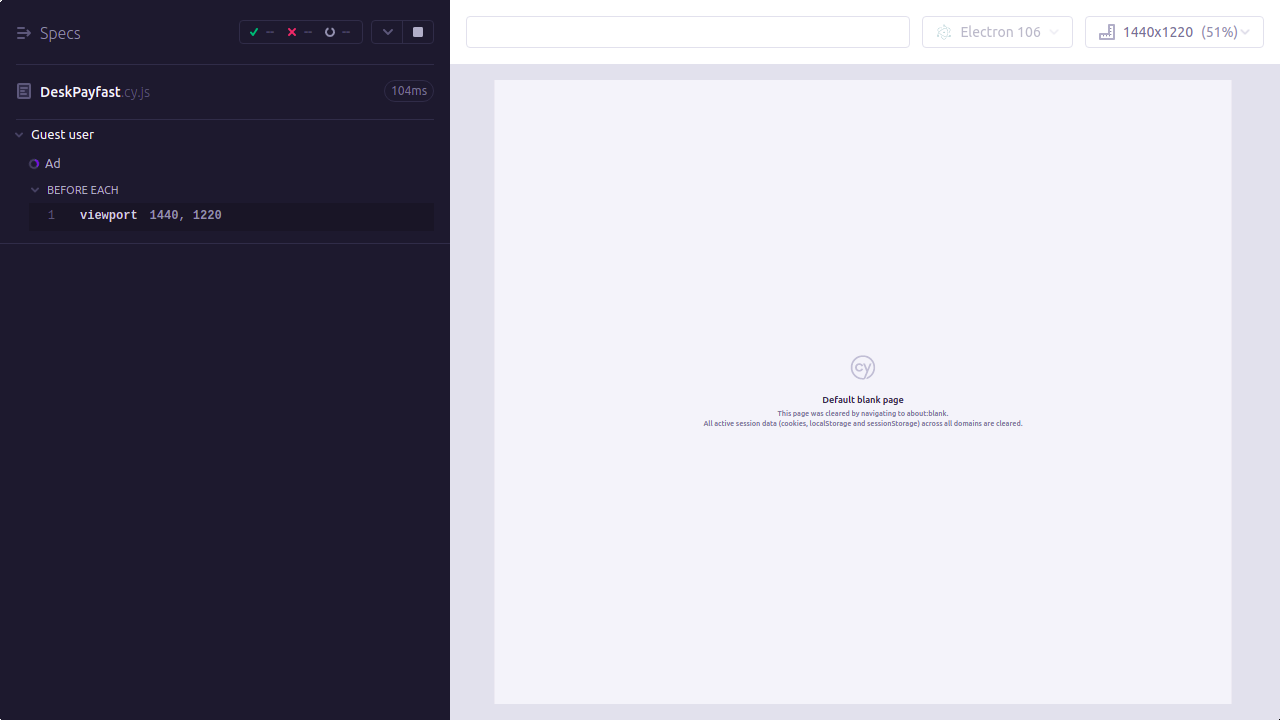 Specs
--
--
--
DeskPayfast.cy.js
104ms
Guest user
Ad
BEFORE EACH
1 viewport 1440, 1220
Electron 106
1440x1220 (51%)
cy
Default blank page
This page was cleared by navigating to about:blank.
All active session data (cookies, localStorage and sessionStorage) across all domains are cleared.